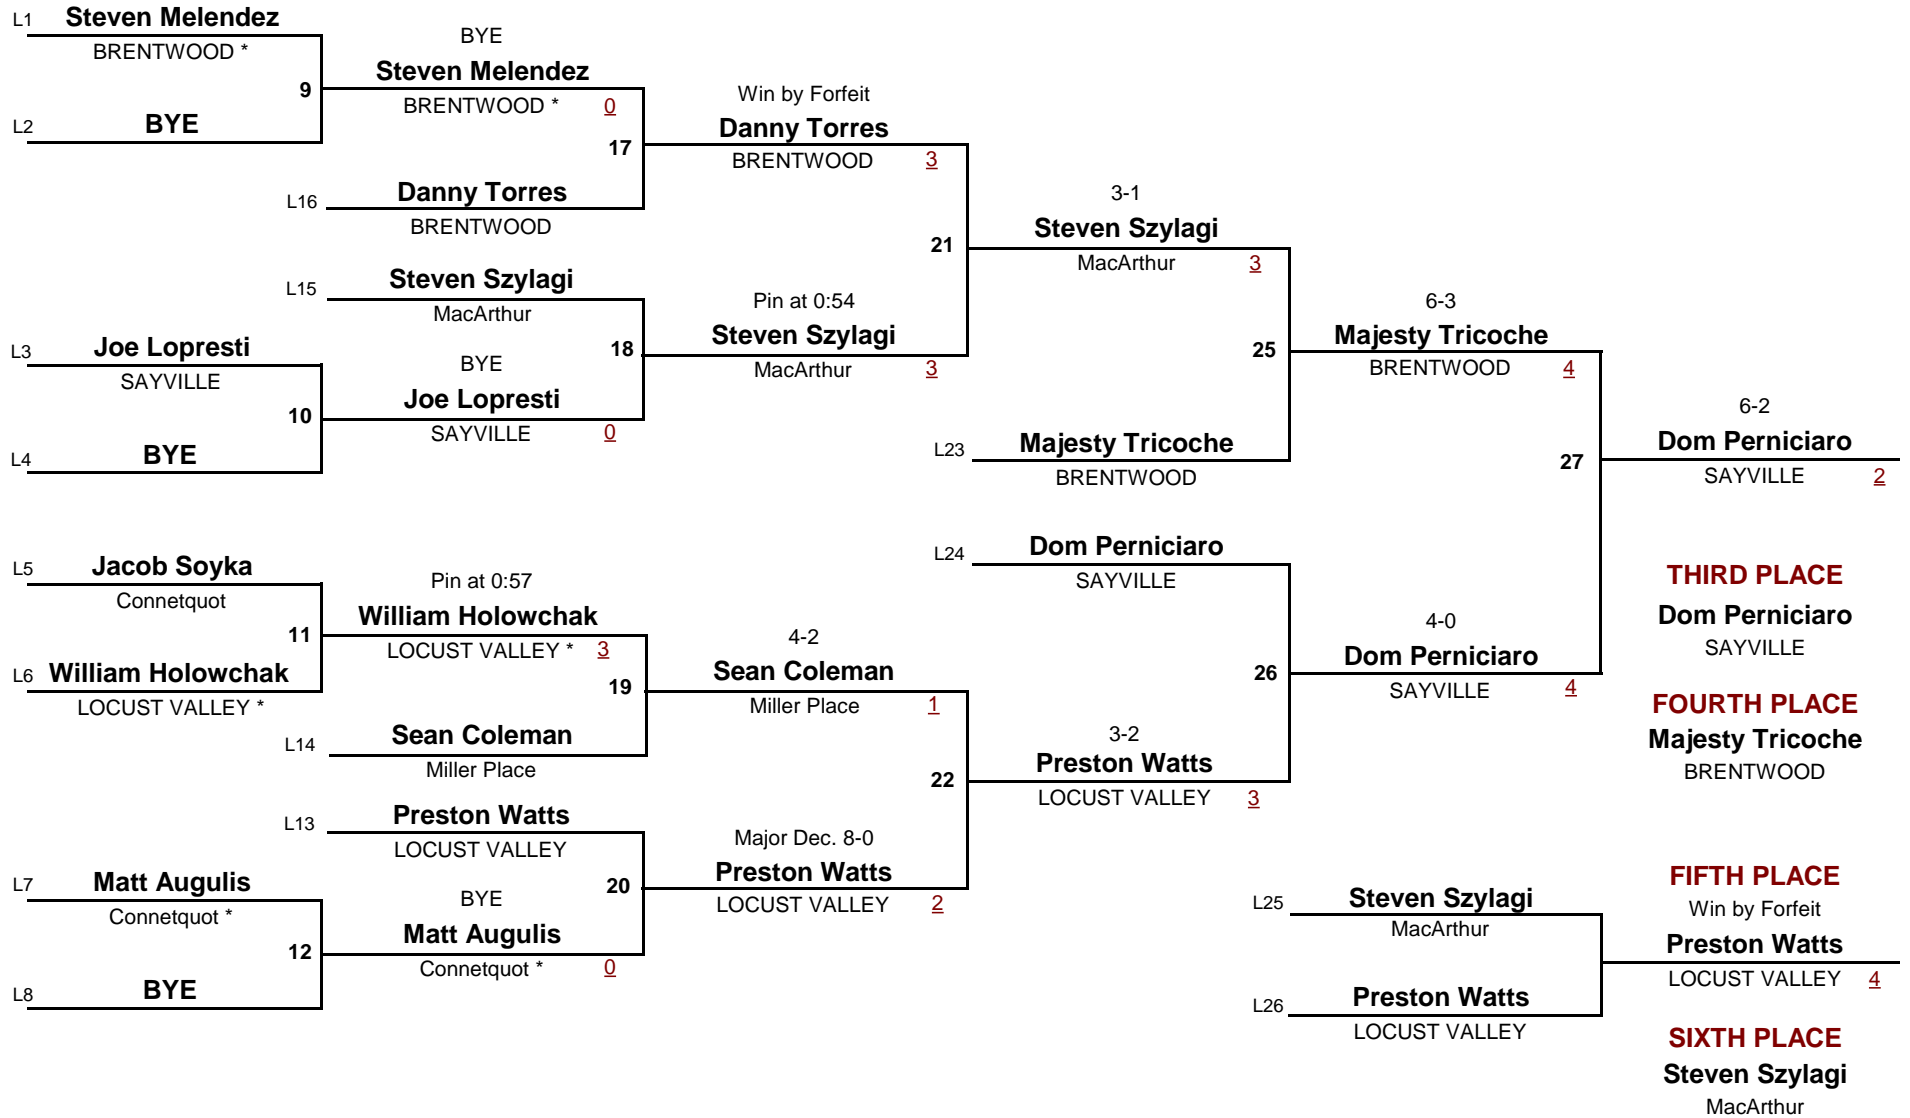 L1 Steven Melendez
BRENTWOOD *
9
L2 BYE
BYE
Steven Melendez
BRENTWOOD * 0
17
L16 Danny Torres
BRENTWOOD
Win by Forfeit
Danny Torres
BRENTWOOD 3
L15 Steven Szylagi
MacArthur
18
L3 Joe Lopresti
SAYVILLE
10
L4 BYE
BYE
Joe Lopresti
SAYVILLE 0
Pin at 0:54
Steven Szylagi
MacArthur 3
21
3-1
Steven Szylagi
MacArthur 3
25
L23 Majesty Tricoche
BRENTWOOD
6-3
Majesty Tricoche
BRENTWOOD 4
27
6-2
Dom Perniciaro
SAYVILLE 2
L5 Jacob Soyka
Connetquot
11
L6 William Holowchak
LOCUST VALLEY *
Pin at 0:57
William Holowchak
LOCUST VALLEY * 3
19
L14 Sean Coleman
Miller Place
4-2
Sean Coleman
Miller Place 1
22
L13 Preston Watts
LOCUST VALLEY
20
L7 Matt Augulis
Connetquot *
12
L8 BYE
BYE
Matt Augulis
Connetquot * 0
Major Dec. 8-0
Preston Watts
LOCUST VALLEY 2
3-2
Preston Watts
LOCUST VALLEY 3
L24 Dom Perniciaro
SAYVILLE
26
4-0
Dom Perniciaro
SAYVILLE 4
THIRD PLACE
Dom Perniciaro
SAYVILLE
FOURTH PLACE
Majesty Tricoche
BRENTWOOD
L25 Steven Szylagi
MacArthur
L26 Preston Watts
LOCUST VALLEY
FIFTH PLACE
Win by Forfeit
Preston Watts
LOCUST VALLEY 4
SIXTH PLACE
Steven Szylagi
MacArthur